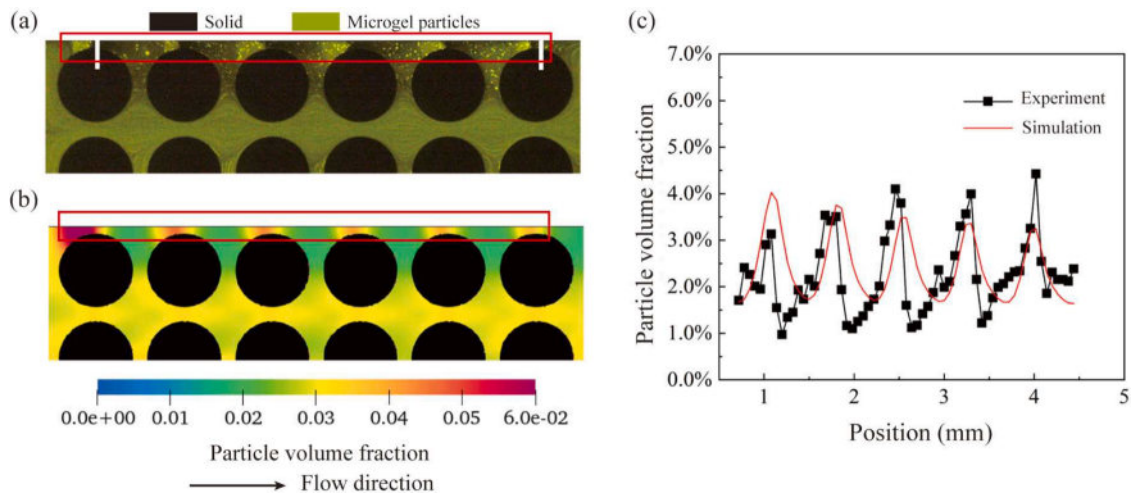 (a)
Solid
Microgel particles
(b)
0.0e+00 0.01 0.02 0.03 0.04 0.05 6.0e-02
Particle volume fraction
Flow direction
(c)
7.0%
6.0%
5.0%
4.0%
3.0%
2.0%
1.0%
0.0%
Particle volume fraction
Experiment
Simulation
1 2 3 4 5
Position (mm)